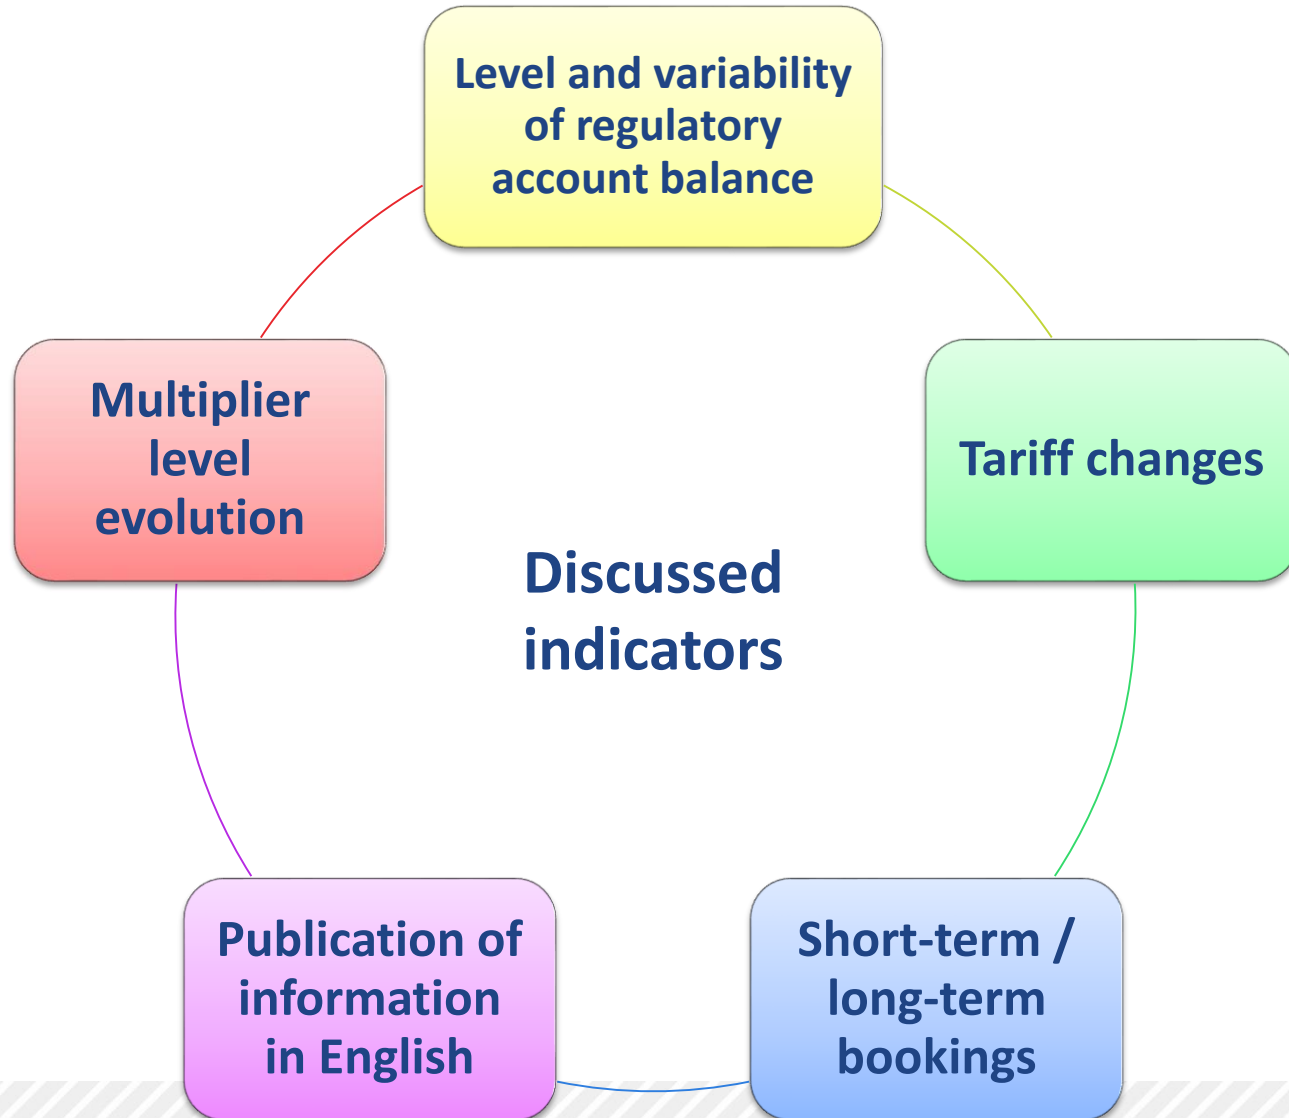 Level and variability
of regulatory
account balance
Multiplier
level
evolution
Tariff changes
Discussed
indicators
Publication of
information
in English
Short-term /
long-term
bookings